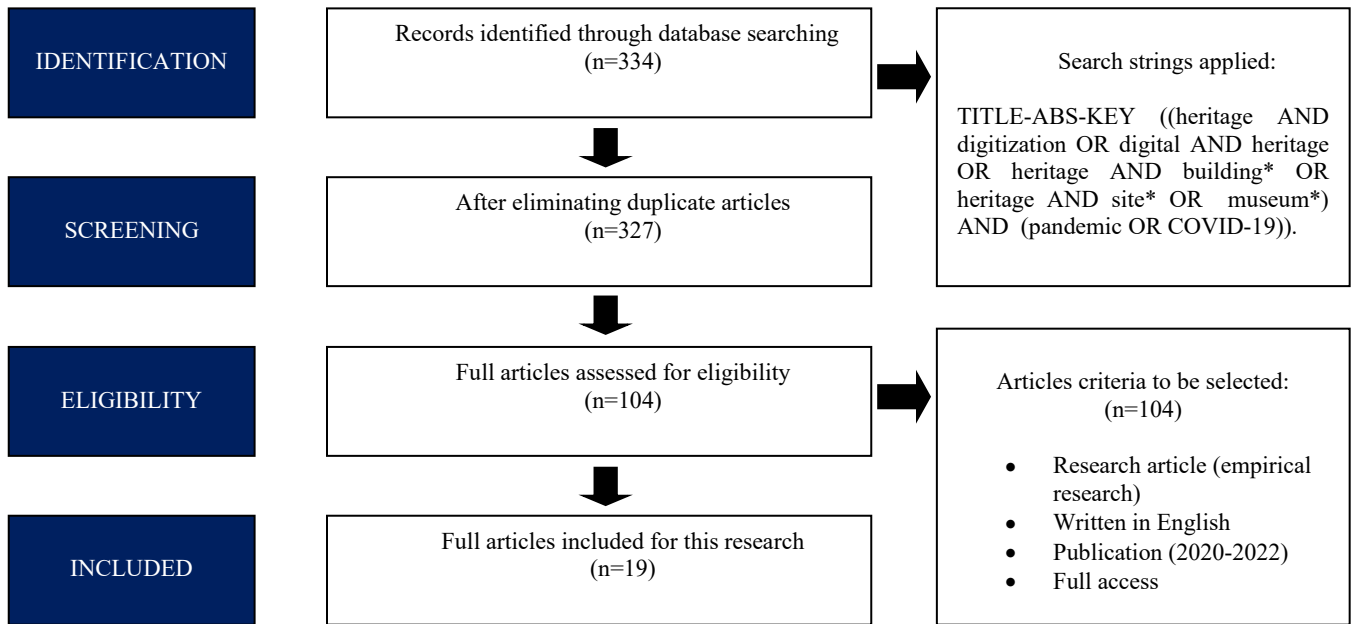 IDENTIFICATION
Records identified through database searching
(n=334)
Search strings applied:
TITLE-ABS-KEY ((heritage AND
digitization OR digital AND heritage
OR heritage AND building* OR
heritage AND site* OR museum*)
AND (pandemic OR COVID-19)).
SCREENING
After eliminating duplicate articles
(n=327)
ELIGIBILITY
Full articles assessed for eligibility
(n=104)
Articles criteria to be selected:
(n=104)
• Research article (empirical
research)
• Written in English
• Publication (2020-2022)
• Full access
INCLUDED
Full articles included for this research
(n=19)